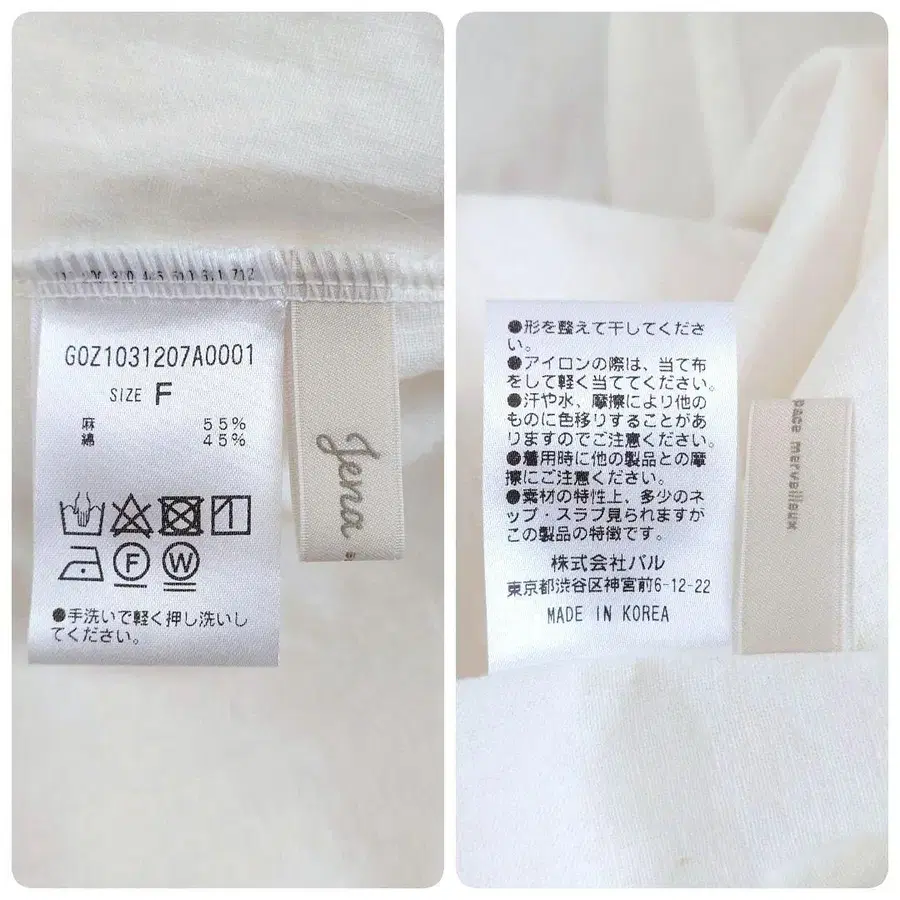 G0Z1031207A0001
SIZE F
麻 55%
綿 45%
F W
●手洗いで軽く押し洗いし
てください。
Jena
●形を整えて干してくださ
い。
●アイロンの際は、当て布
をして軽く当ててください。
●汗や水、摩擦により他の
ものに色移りすることがあ
りますのでご注意ください。
●着用時に他の製品との摩
擦にご注意ください。
●素材の特性上、多少のネ
ップ・スラブ見られますが
この製品の特徴です。
株式会社パル
東京都渋谷区神宮前6-12-22
MADE IN KOREA
pace merveilleux